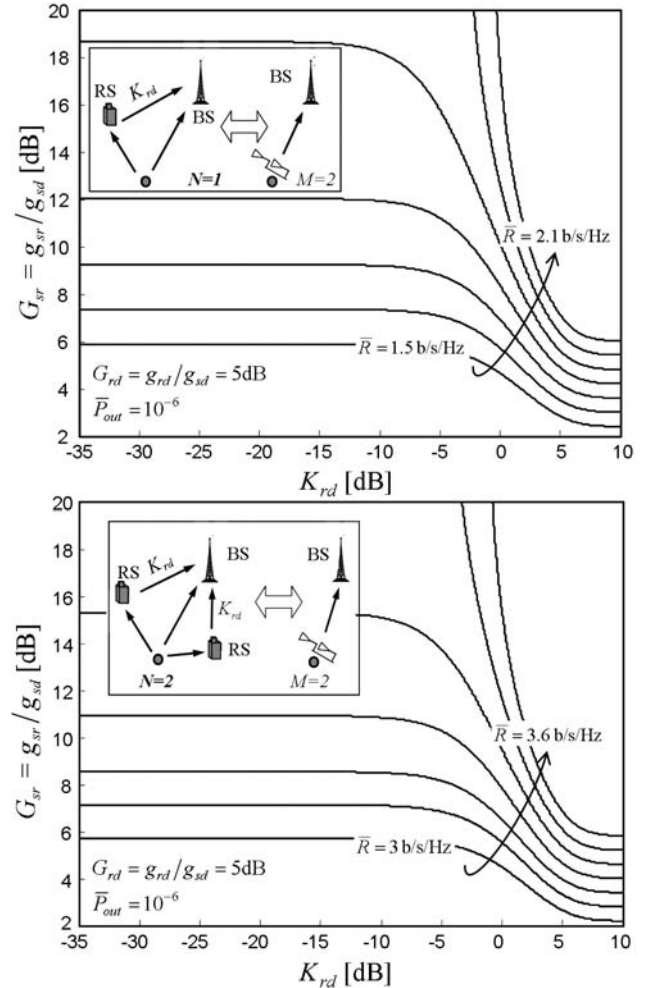 20
18
16
14
12
10
8
6
4
2
G_sr = g_sr/g_sd [dB]
RS
K_rd
BS
BS
N=1
M=2
R̄ = 2.1 b/s/Hz
R̄ = 1.5 b/s/Hz
G_rd = g_rd/g_sd = 5dB
P̄_out = 10^-6
-35 -30 -25 -20 -15 -10 -5 0 5 10
K_rd [dB]
20
18
16
14
12
10
8
6
4
2
G_sr = g_sr/g_sd [dB]
RS
K_rd
BS
BS
K_rd
RS
N=2
M=2
R̄ = 3.6 b/s/Hz
R̄ = 3 b/s/Hz
G_rd = g_rd/g_sd = 5dB
P̄_out = 10^-6
-35 -30 -25 -20 -15 -10 -5 0 5 10
K_rd [dB]